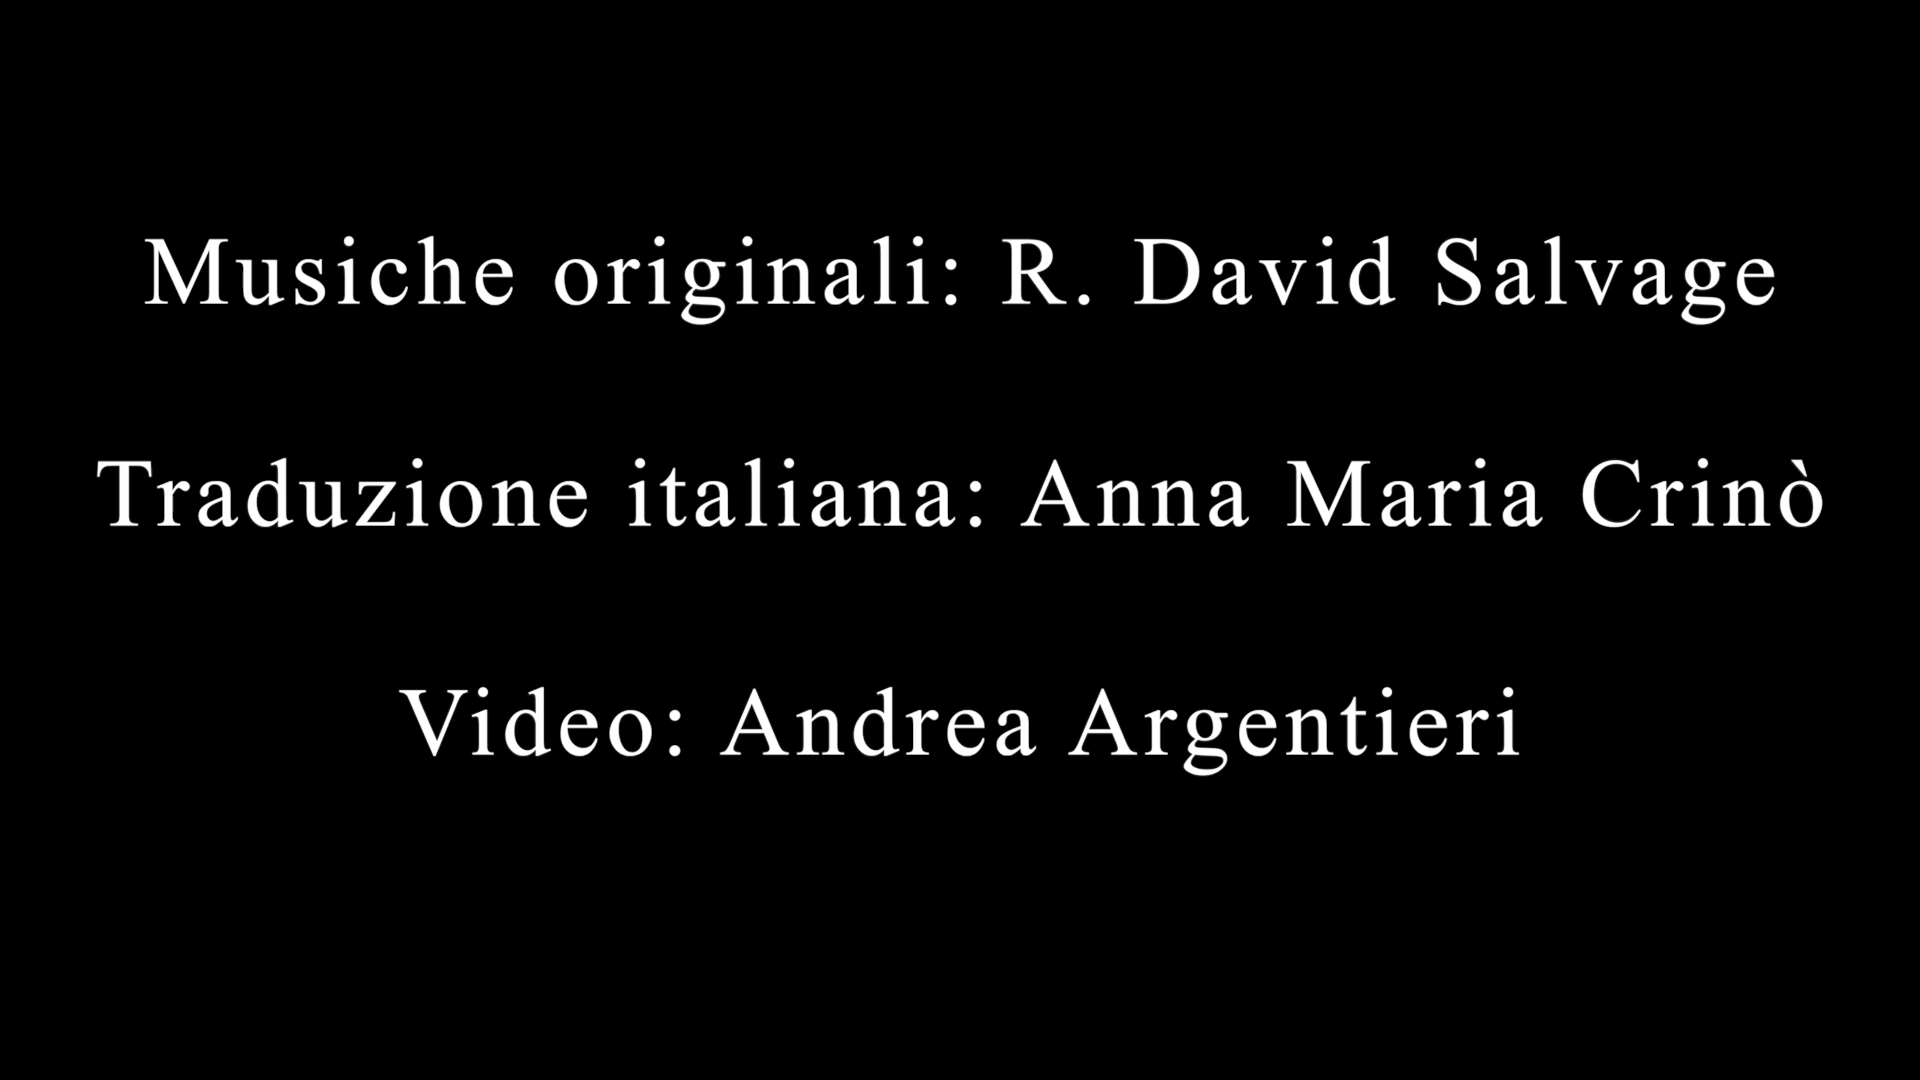 Musiche originali: R. David Salvage
Traduzione italiana: Anna Maria Crinò
Video: Andrea Argentieri